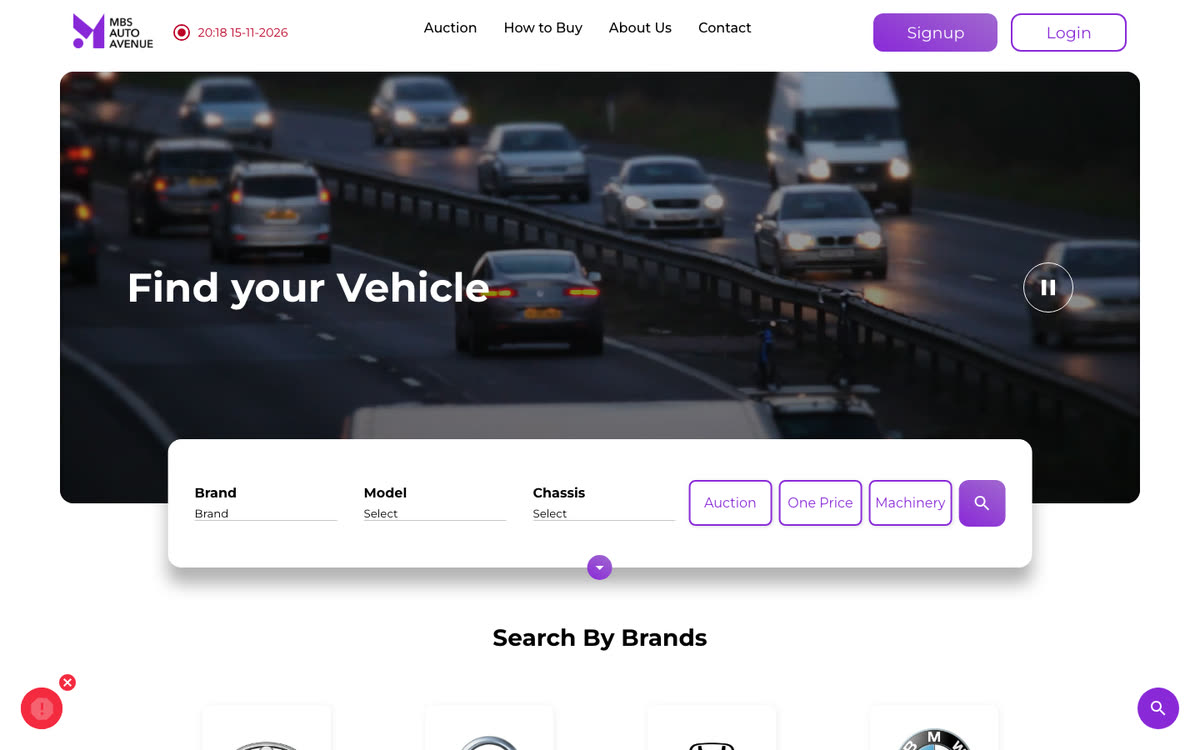 MBS
AUTO
AVENUE
20:18 15-11-2026
Auction
How to Buy
About Us
Contact
Signup
Login
Find your Vehicle
Brand
Model
Chassis
Brand
Select
Select
Auction
One Price
Machinery
Search By Brands
BMW